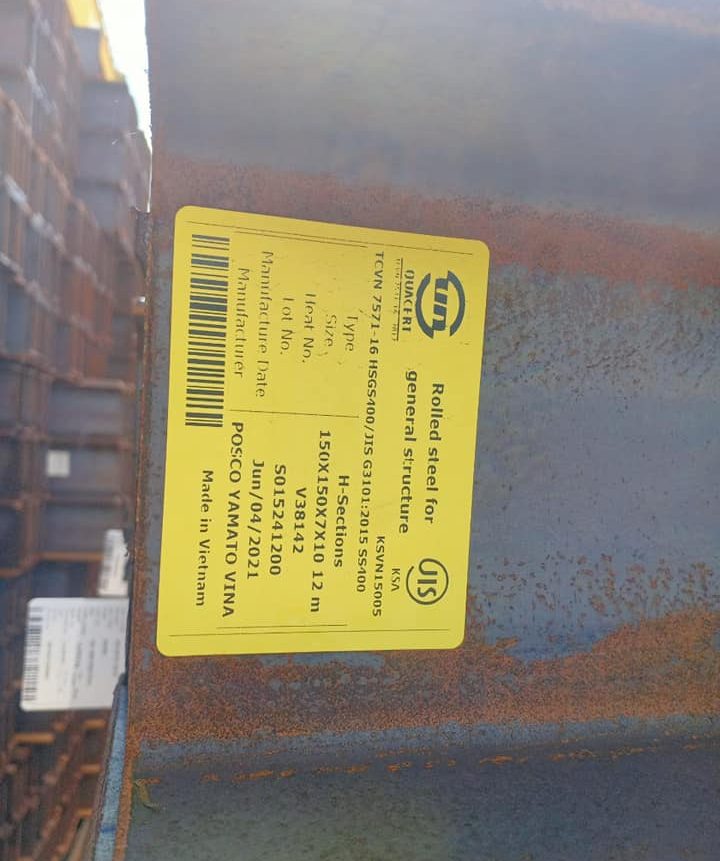 QUACERT
Rolled steel for
general structure
JIS
KSA
KSVN15005
TCVN 7571-16 HSGS400/JIS G3101:2015 SS400
Type H-Sections
Size 150X150X7X10 12 m
Heat No. V38142
Lot No. S015241200
Manufacture Date Jun/04/2021
Manufacturer POSCO YAMATO VINA
Made in Vietnam